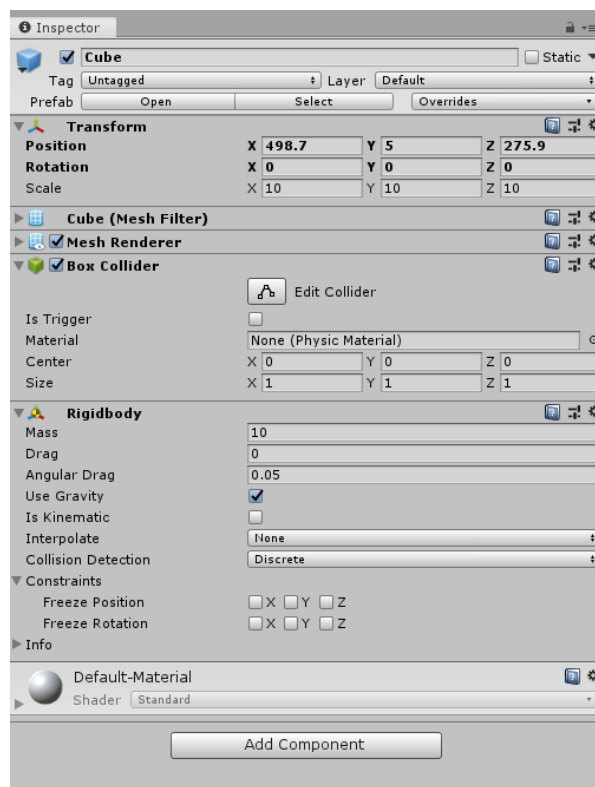 Inspector
Cube Static
Tag Untagged Layer Default
Prefab Open Select Overrides
Transform
Position X 498.7 Y 5 Z 275.9
Rotation X 0 Y 0 Z 0
Scale X 10 Y 10 Z 10
Cube (Mesh Filter)
Mesh Renderer
Box Collider
Edit Collider
Is Trigger
Material None (Physic Material)
Center X 0 Y 0 Z 0
Size X 1 Y 1 Z 1
Rigidbody
Mass 10
Drag 0
Angular Drag 0.05
Use Gravity
Is Kinematic
Interpolate None
Collision Detection Discrete
Constraints
Freeze Position X Y Z
Freeze Rotation X Y Z
Info
Default-Material
Shader Standard
Add Component